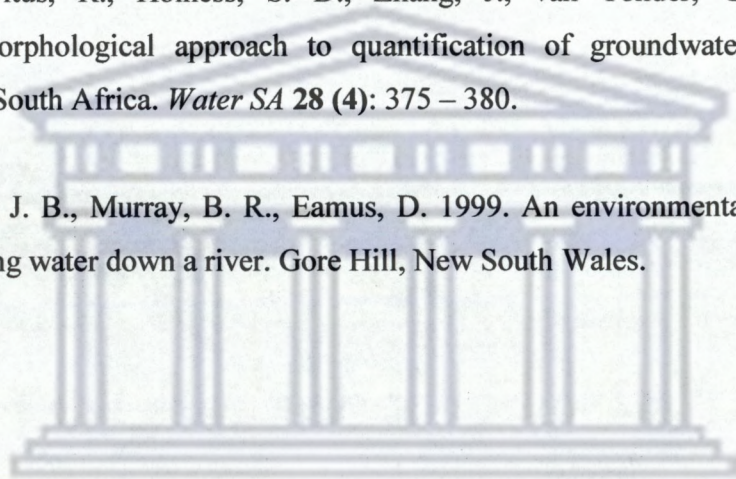 orphological approach to quantification of groundwate
South Africa. Water SA 28 (4): 375 – 380.
J. B., Murray, B. R., Eamus, D. 1999. An environmenta
ng water down a river. Gore Hill, New South Wales.